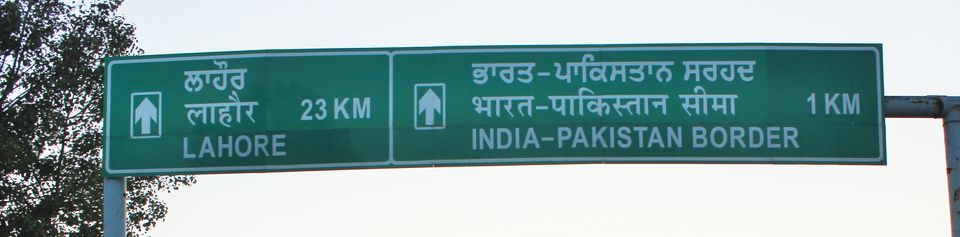 ਲਾਹੌਰ
लाहौर 23 KM
LAHORE
ਭਾਰਤ-ਪਾਕਿਸਤਾਨ ਸਰਹਦ
भारत-पाकिस्तान सीमा 1 KM
INDIA-PAKISTAN BORDER